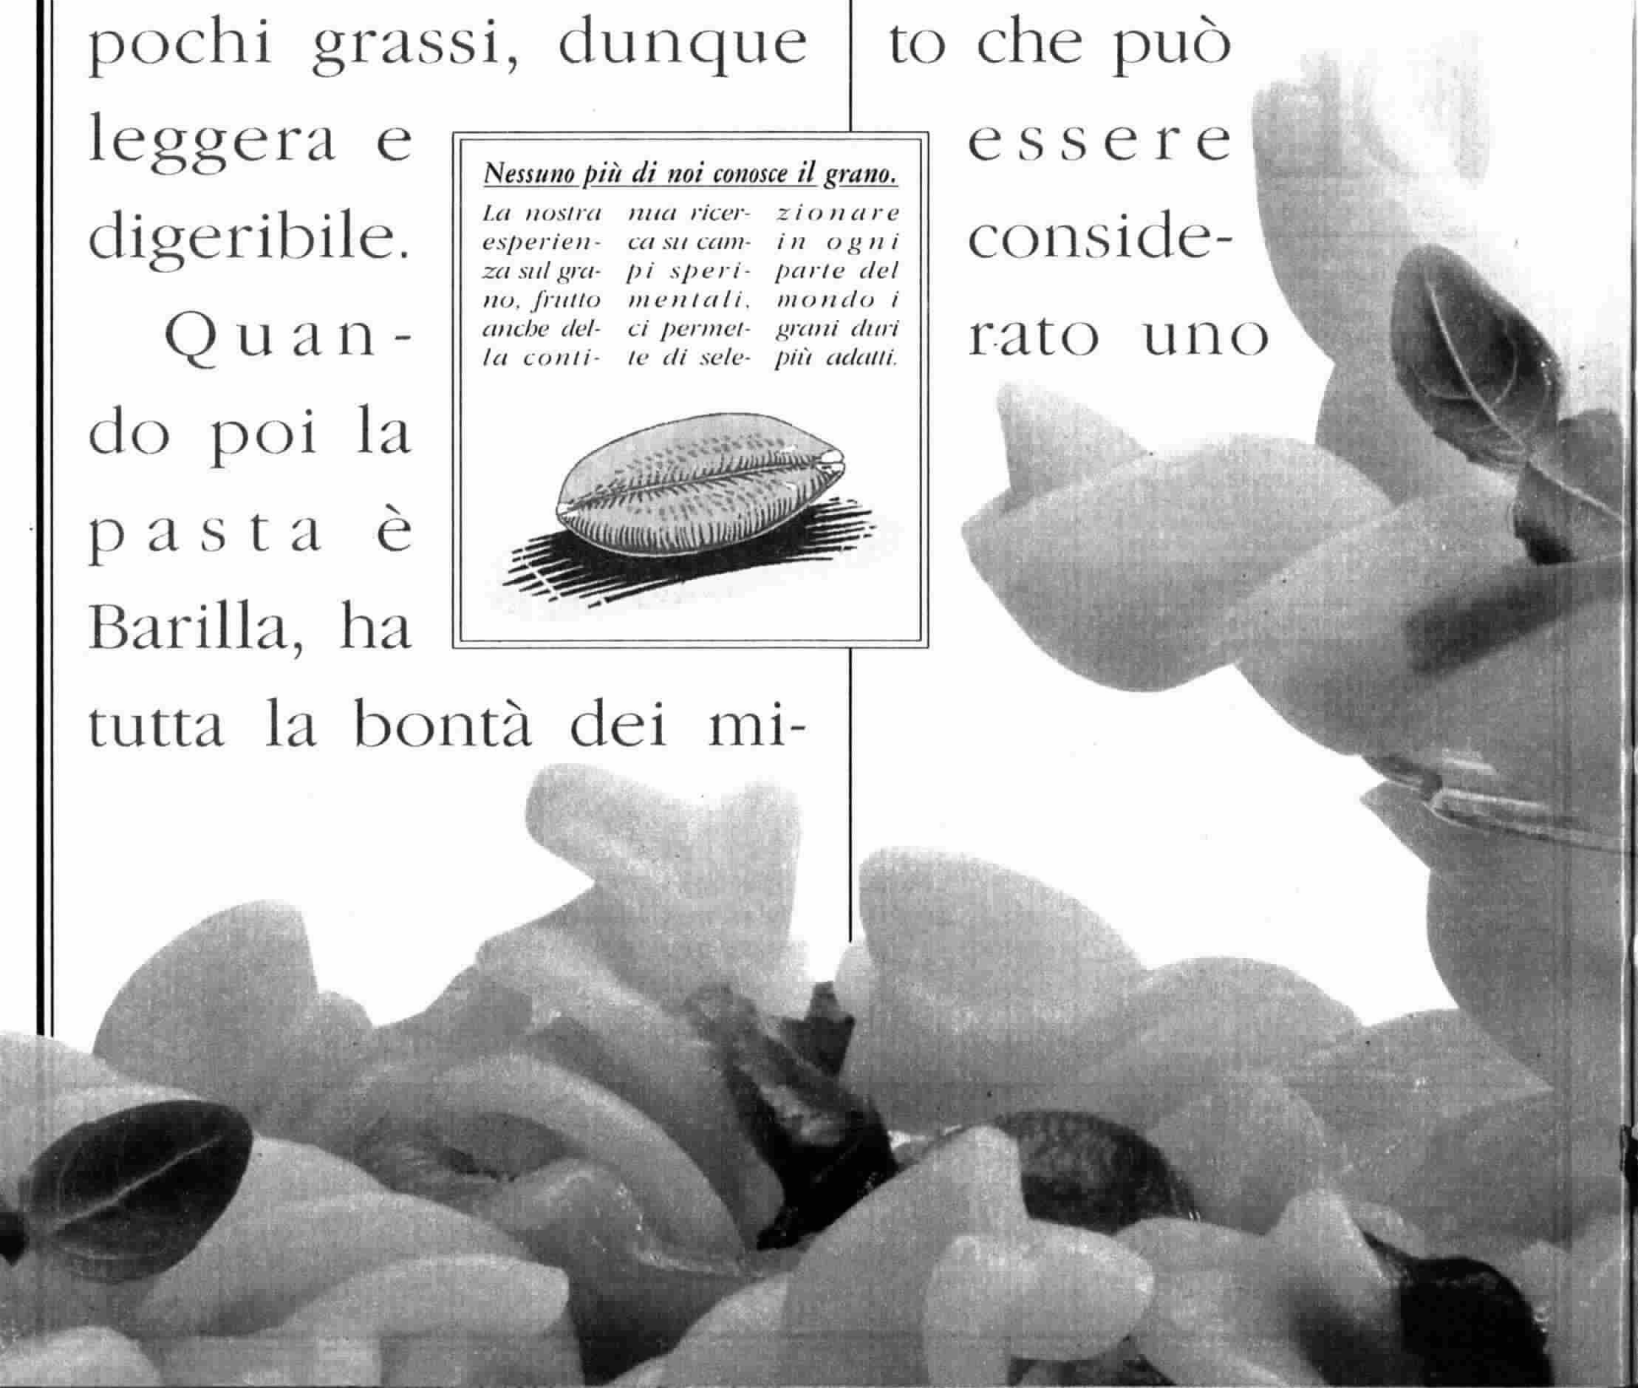 pochi grassi, dunque
leggera e
digeribile.
Quan-
do poi la
pasta è
Barilla, ha
tutta la bontà dei mi-
Nessuno più di noi conosce il grano.
La nostra
esperien-
za sul gra-
no, frutto
anche del-
la conti-
nua ricer-
ca su cam-
pi speri-
mentali,
ci permet-
te di sele-
zionare
in ogni
parte del
mondo i
grani duri
più adatti.
to che può
essere
conside-
rato uno